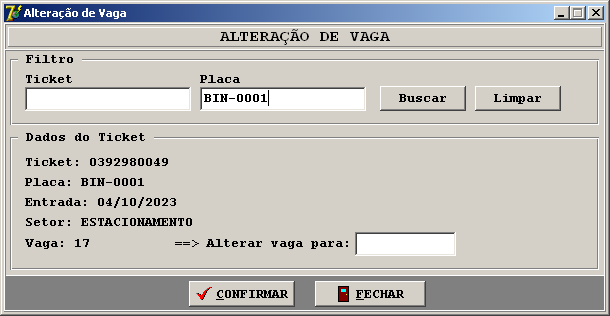 Alteração de Vaga
ALTERAÇÃO DE VAGA
Filtro
Ticket Placa
BIN-0001 Buscar Limpar
Dados do Ticket
Ticket: 0392980049
Placa: BIN-0001
Entrada: 04/10/2023
Setor: ESTACIONAMENTO
Vaga: 17 ==> Alterar vaga para:
CONFIRMAR FECHAR